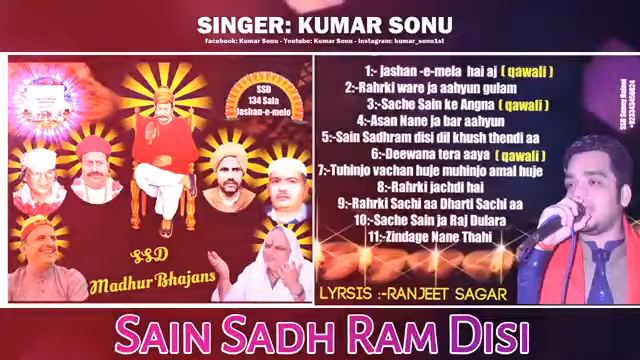 SINGER: KUMAR SONU
Facebook: Kumar Sonu - Youtube: Kumar Sonu - Instagram: kumar_sonu1st
SSD
134 Sala
Jashan-e-melo
S.S.D
Madhur Bhajans
1:- jashan -e-mela hai aj ( qawali )
2:-Rahrki ware ja aahyun gulam
3:-Sache Sain ke Angna ( qawali )
4:-Asan Nane ja bar aahyun
5:-Sain Sadhram disi dil khush thendi aa
6:-Deewana tera aaya ( qawali )
7:-Tuhinjo vachan huje muhinjo amal huje
8:-Rahrki jachdi hai
9:-Rahrki Sachi aa Dharti Sachi aa
10:-Sache Sain ja Raj Dulara
11:-Zindage Nane Thahi
LYRSIS :-RANJEET SAGAR
SAIN SADH RAM DISI